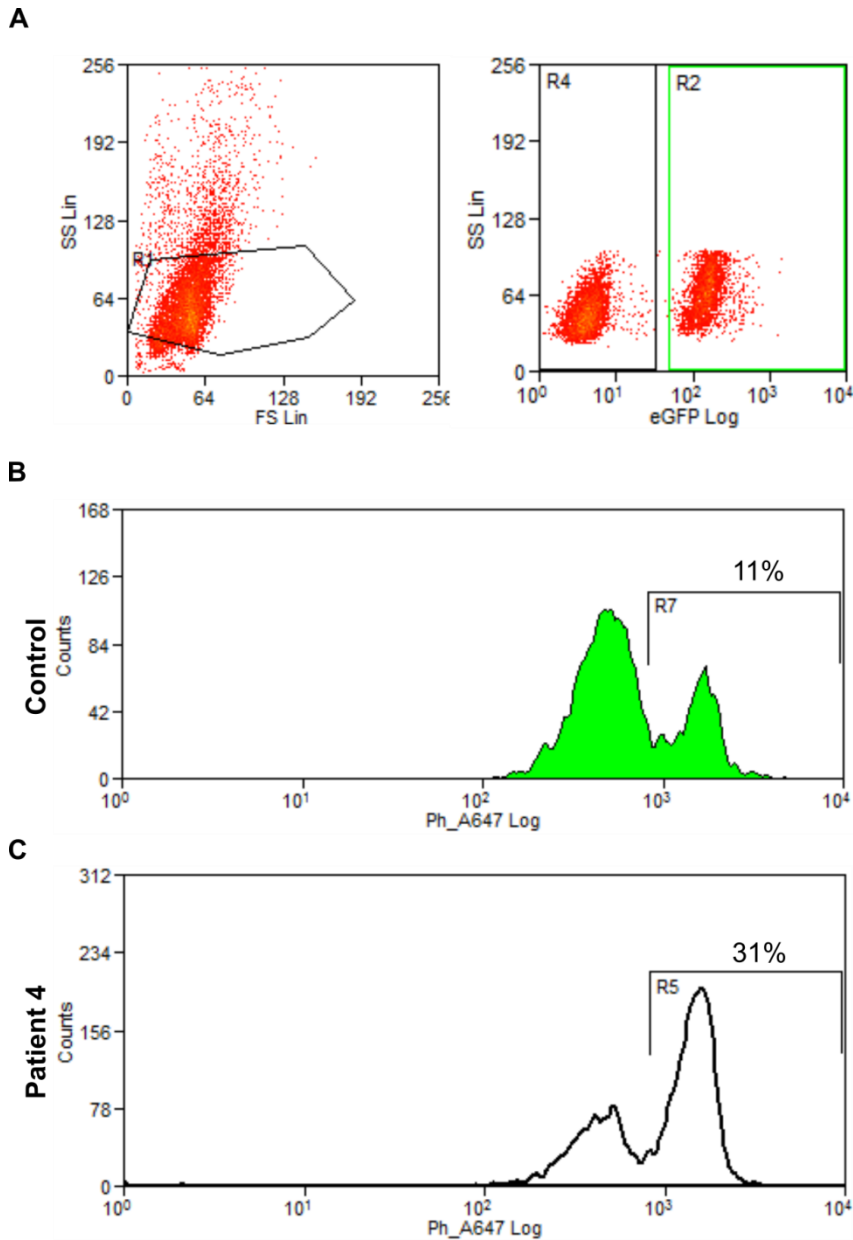 A
256
192
128
64
0
SS Lin
R
0 64 128 192 256
FS Lin
256
192
128
64
0
SS Lin
R4 R2
10⁰ 10¹ 10² 10³ 10⁴
eGFP Log
B
Control
Counts
168
126
84
42
0
11%
R7
10⁰ 10¹ 10² 10³ 10⁴
Ph_A647 Log
C
Patient 4
Counts
312
234
156
78
0
31%
R5
10⁰ 10¹ 10² 10³ 10⁴
Ph_A647 Log